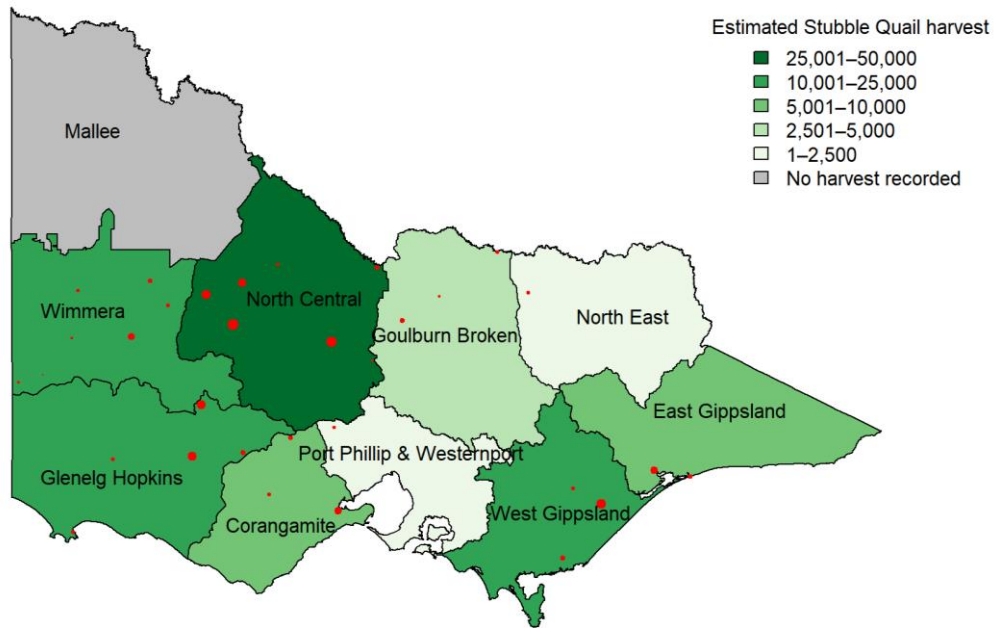 Estimated Stubble Quail harvest
25,001–50,000
10,001–25,000
5,001–10,000
2,501–5,000
1–2,500
No harvest recorded
Mallee
Wimmera
North Central
Goulburn Broken
North East
East Gippsland
Port Phillip & Westernport
Glenelg Hopkins
Corangamite
West Gippsland